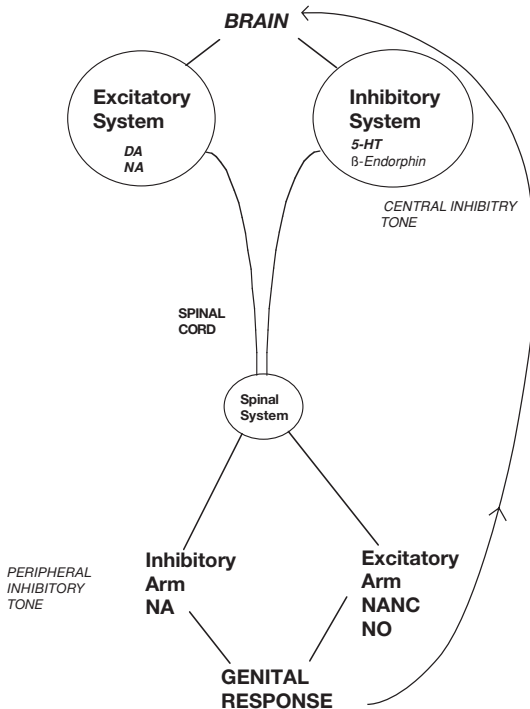 BRAIN
Excitatory
System
DA
NA
Inhibitory
System
5-HT
ß-Endorphin
CENTRAL INHIBITRY
TONE
SPINAL
CORD
Spinal
System
PERIPHERAL
INHIBITORY
TONE
Inhibitory
Arm
NA
Excitatory
Arm
NANC
NO
GENITAL
RESPONSE